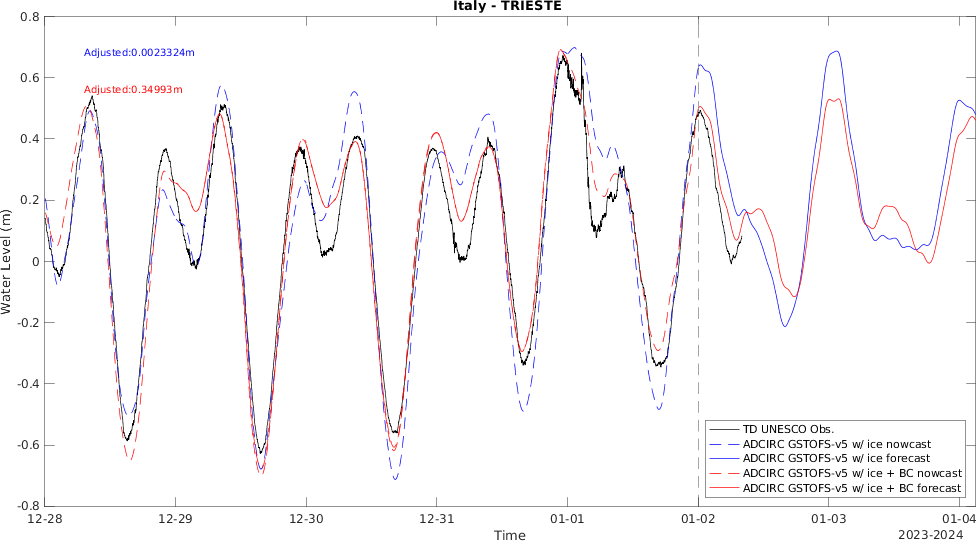 Italy - TRIESTE
Adjusted:0.0023324m
Adjusted:0.34993m
Water Level (m)
0.8
0.6
0.4
0.2
0
-0.2
-0.4
-0.6
-0.8
TD UNESCO Obs.
ADCIRC GSTOFS-v5 w/ ice nowcast
ADCIRC GSTOFS-v5 w/ ice forecast
ADCIRC GSTOFS-v5 w/ ice + BC nowcast
ADCIRC GSTOFS-v5 w/ ice + BC forecast
12-28 12-29 12-30 12-31 01-01 01-02 01-03 01-04
Time
2023-2024